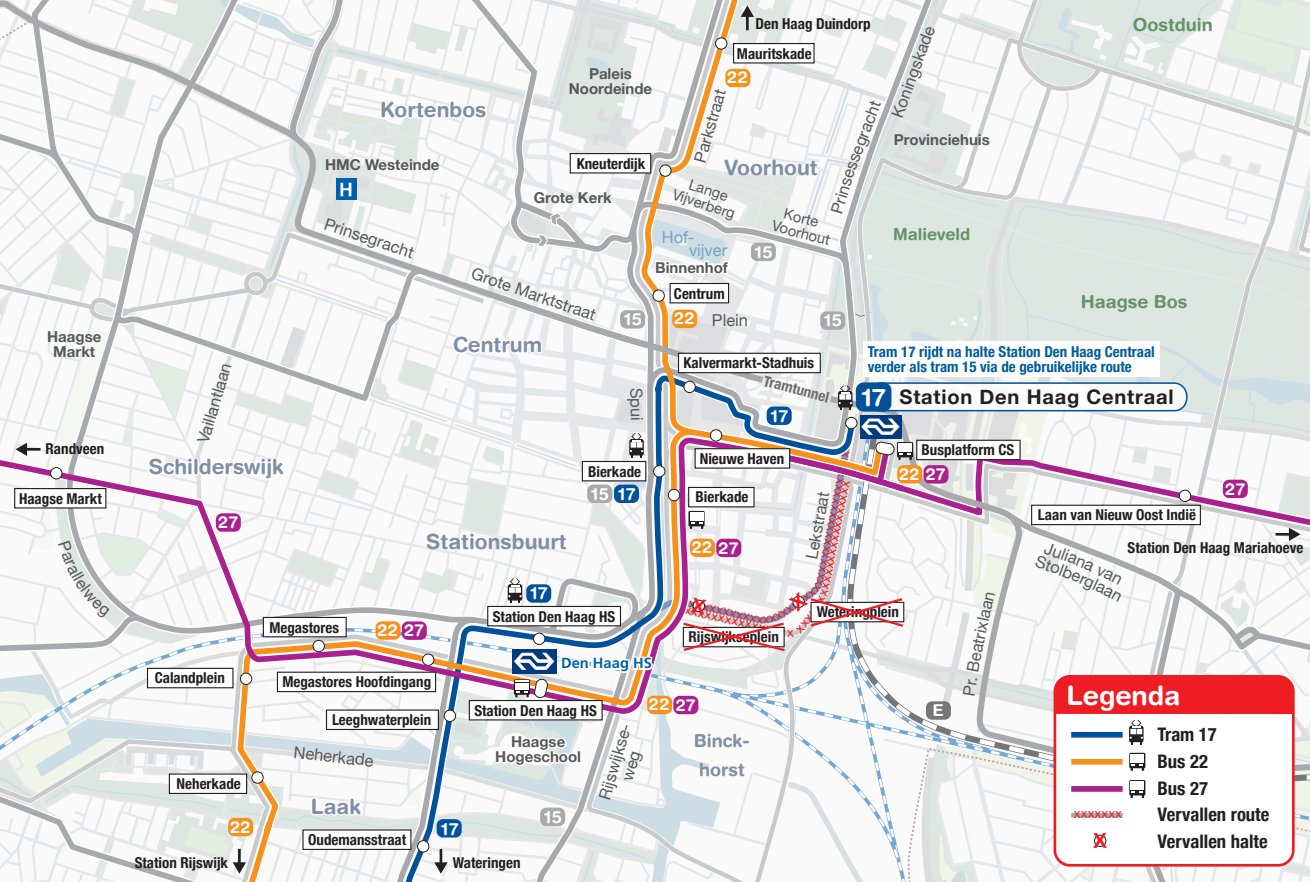 Den Haag Duindorp
Oostduin
Mauritskade
22
Koningskade
Paleis
Noordeinde
Kortenbos
Parkstraat
Prinsessegracht
Provinciehuis
HMC Westeinde
H
Kneuterdijk
Voorhout
Grote Kerk
Lange
Vijverberg
Korte
Voorhout
Prinsegracht
Hof-
vijver
15
Malieveld
Binnenhof
Grote Marktstraat
Centrum
Haagse Bos
15
22
Plein
15
Haagse
Markt
Centrum
Kalvermarkt-Stadhuis
Tram 17 rijdt na halte Station Den Haag Centraal
verder als tram 15 via de gebruikelijke route
Tramtunnel
17 Station Den Haag Centraal
Vaillantlaan
Spui
17
Randveen
Schilderswijk
Bierkade
15 17
Nieuwe Haven
Busplatform CS
22 27
Haagse Markt
Bierkade
27
Laan van Nieuw Oost Indië
27
Lekstraat
Stationsbuurt
22 27
Station Den Haag Mariahoeve
Parallelweg
Juliana van
Stolberglaan
17
Station Den Haag HS
Weteringplein
Rijswijkseplein
Megastores
22 27
Den Haag HS
Pr. Beatrixlaan
Calandplein
Megastores Hoofdingang
Station Den Haag HS
22 27
E
Leeghwaterplein
Haagse
Hogeschool
Rijswijkse-
weg
Binck-
horst
Neherkade
Neherkade
Laak
22
15
17
Oudemansstraat
Station Rijswijk
Wateringen
Legenda
Tram 17
Bus 22
Bus 27
Vervallen route
Vervallen halte